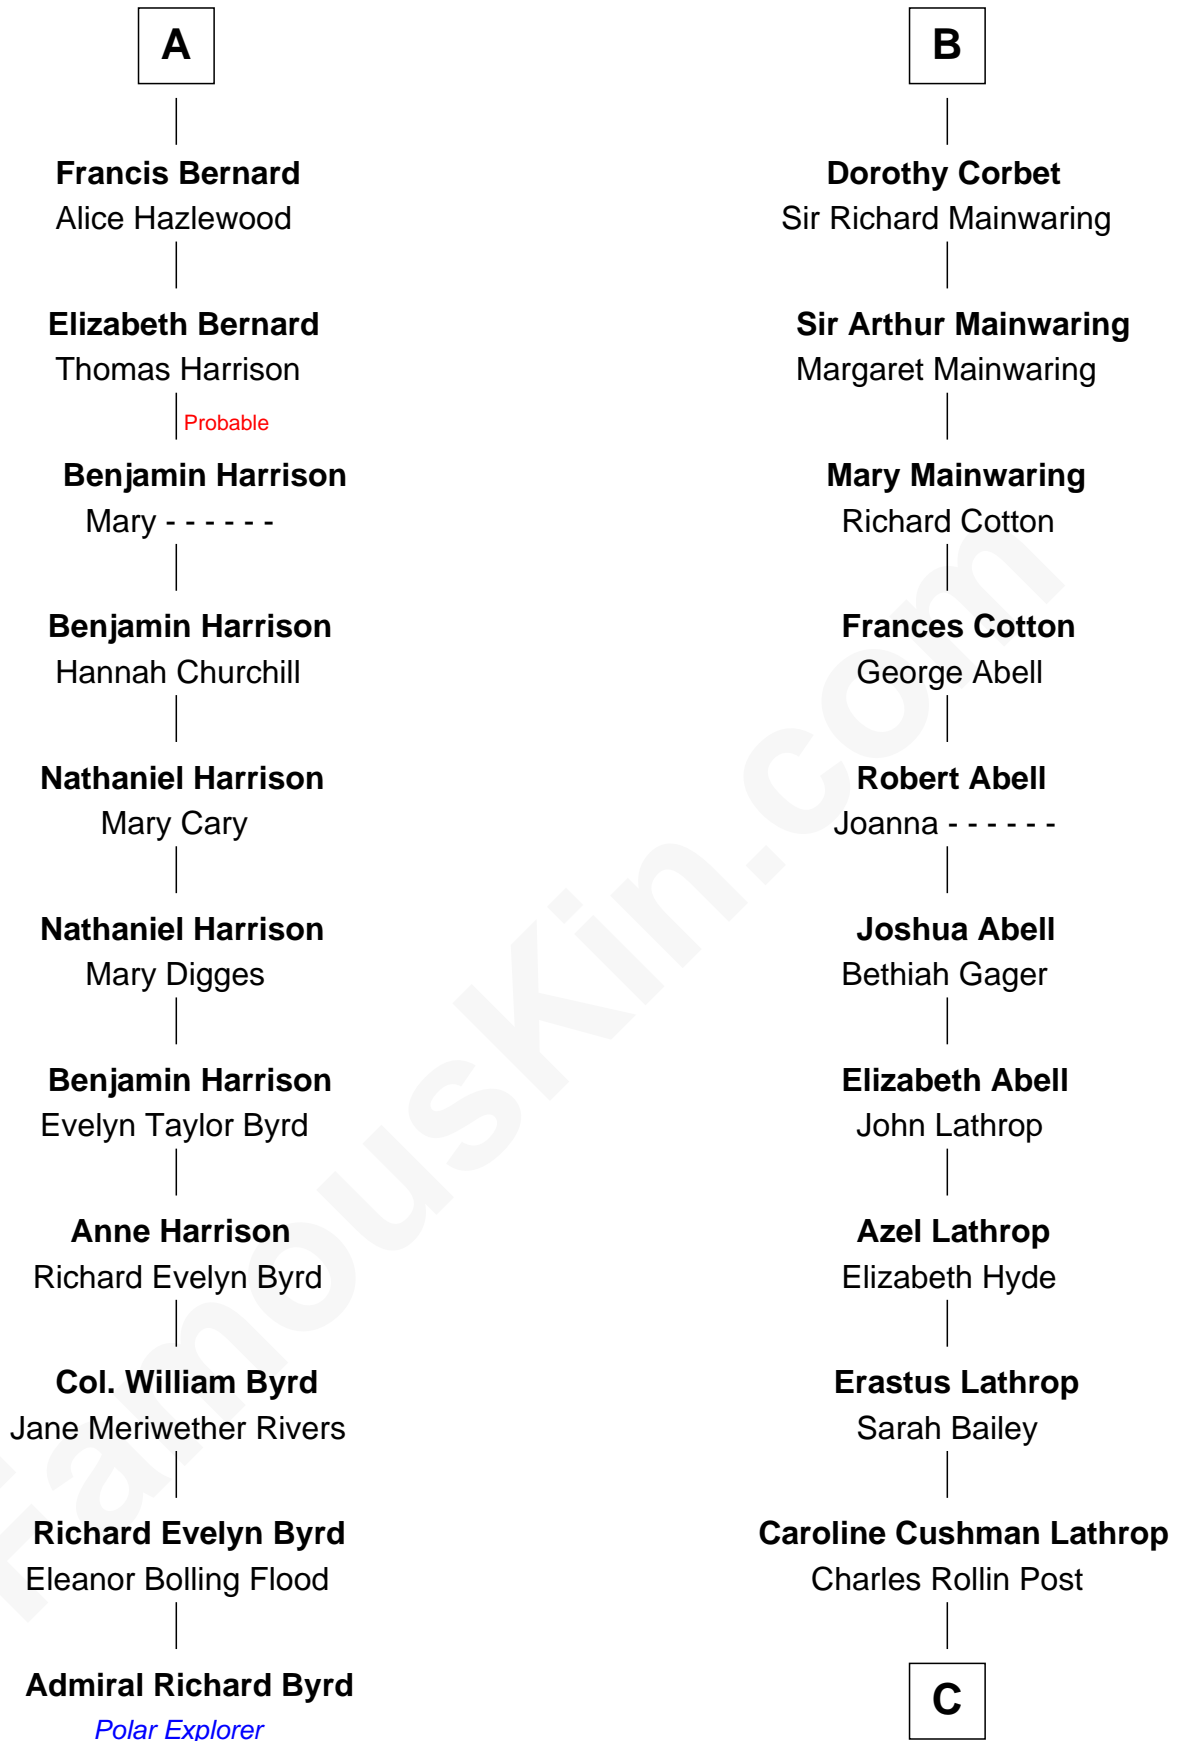 A
Francis Bernard
Alice Hazlewood
Elizabeth Bernard
Thomas Harrison
Probable
Benjamin Harrison
Mary - - - - - -
Benjamin Harrison
Hannah Churchill
Nathaniel Harrison
Mary Cary
Nathaniel Harrison
Mary Digges
Benjamin Harrison
Evelyn Taylor Byrd
Anne Harrison
Richard Evelyn Byrd
Col. William Byrd
Jane Meriwether Rivers
Richard Evelyn Byrd
Eleanor Bolling Flood
Admiral Richard Byrd
Polar Explorer
B
Dorothy Corbet
Sir Richard Mainwaring
Sir Arthur Mainwaring
Margaret Mainwaring
Mary Mainwaring
Richard Cotton
Frances Cotton
George Abell
Robert Abell
Joanna - - - - - -
Joshua Abell
Bethiah Gager
Elizabeth Abell
John Lathrop
Azel Lathrop
Elizabeth Hyde
Erastus Lathrop
Sarah Bailey
Caroline Cushman Lathrop
Charles Rollin Post
C
FamousKin.com